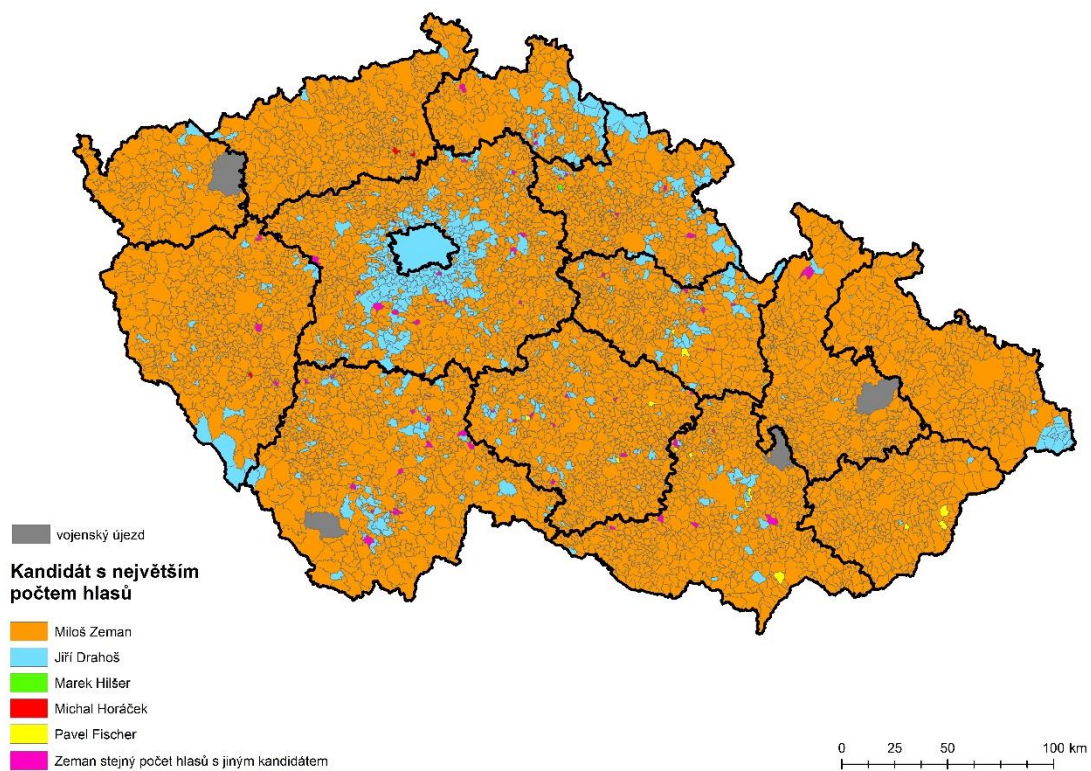 vojenský újezd
Kandidát s největším
počtem hlasů
Miloš Zeman
Jiří Drahoš
Marek Hilšer
Michal Horáček
Pavel Fischer
Zeman stejný počet hlasů s jiným kandidátem
0 25 50 100 km